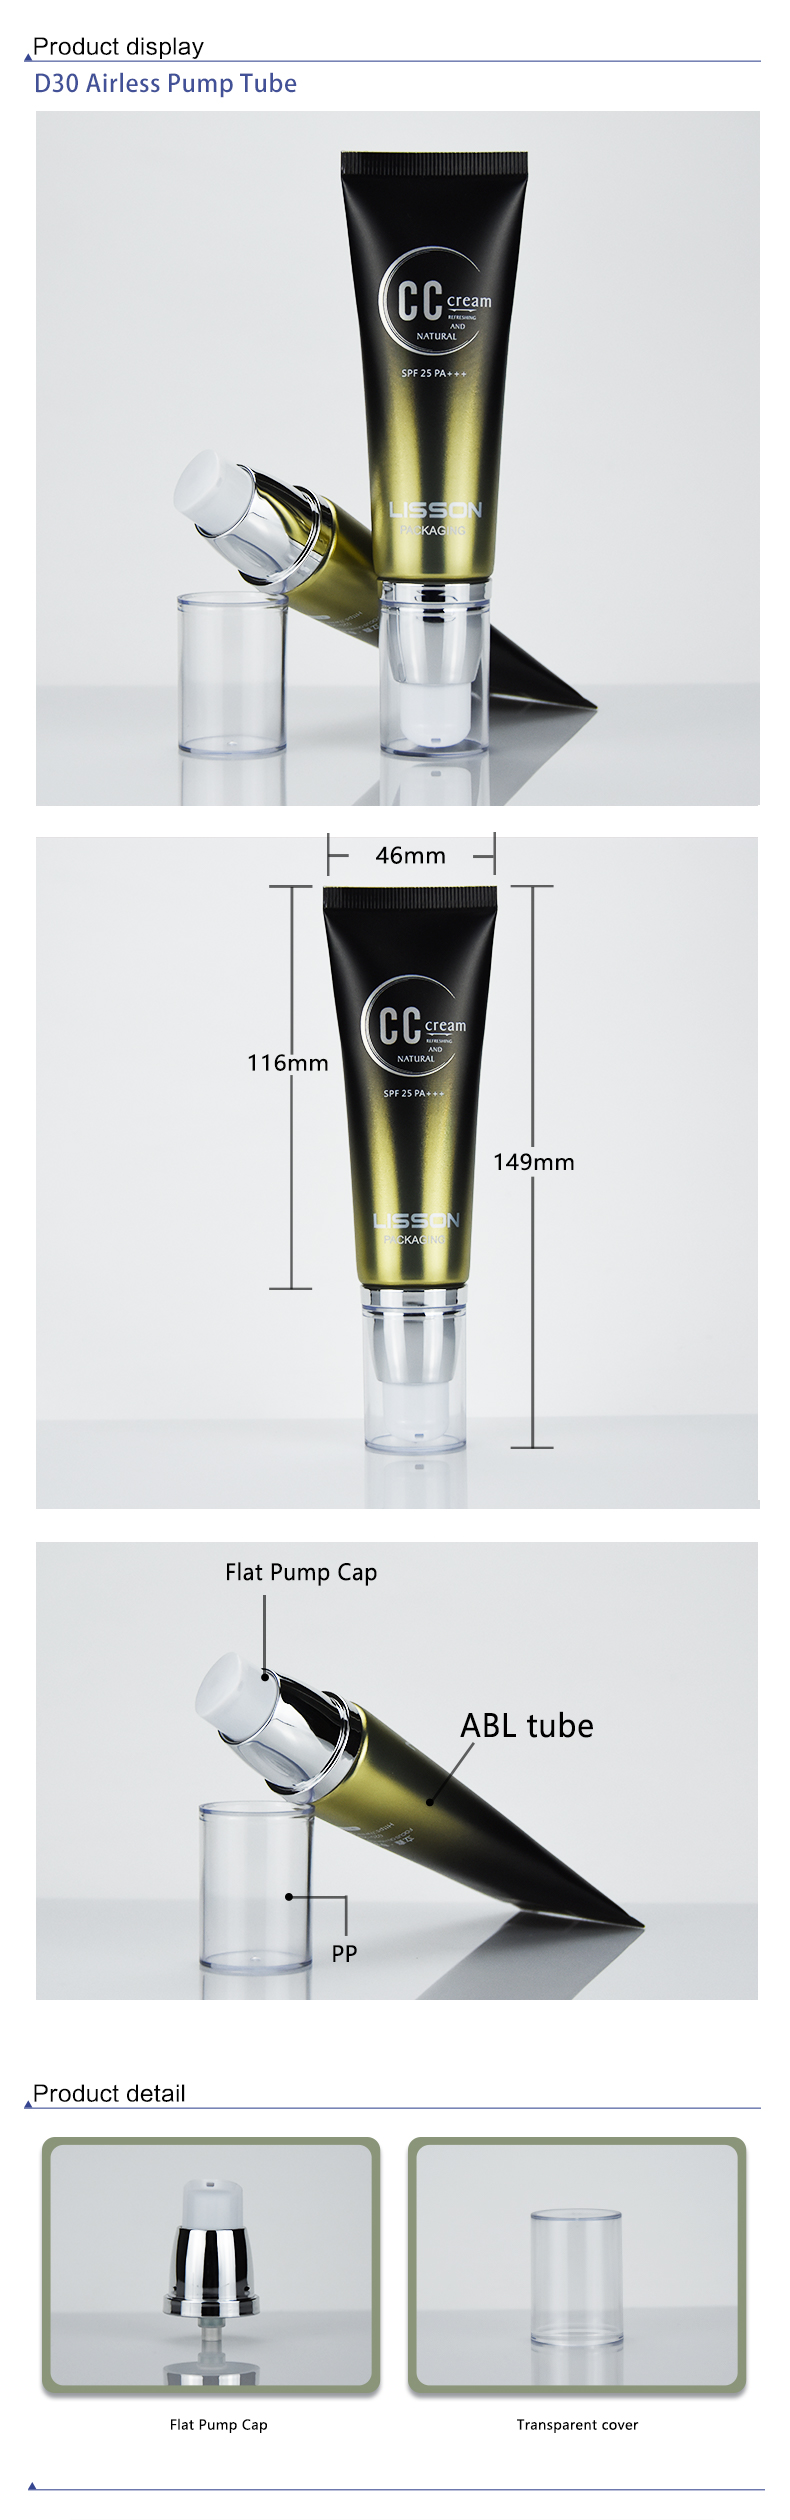 Product display
D30 Airless Pump Tube
CC cream
REFRESHING
AND
NATURAL
SPF 25 PA+++
LISSON
PACKAGING
46mm
116mm
149mm
CC cream
REFRESHING
AND
NATURAL
SPF 25 PA+++
LISSON
PACKAGING
Flat Pump Cap
ABL tube
PP
Product detail
Flat Pump Cap
Transparent cover